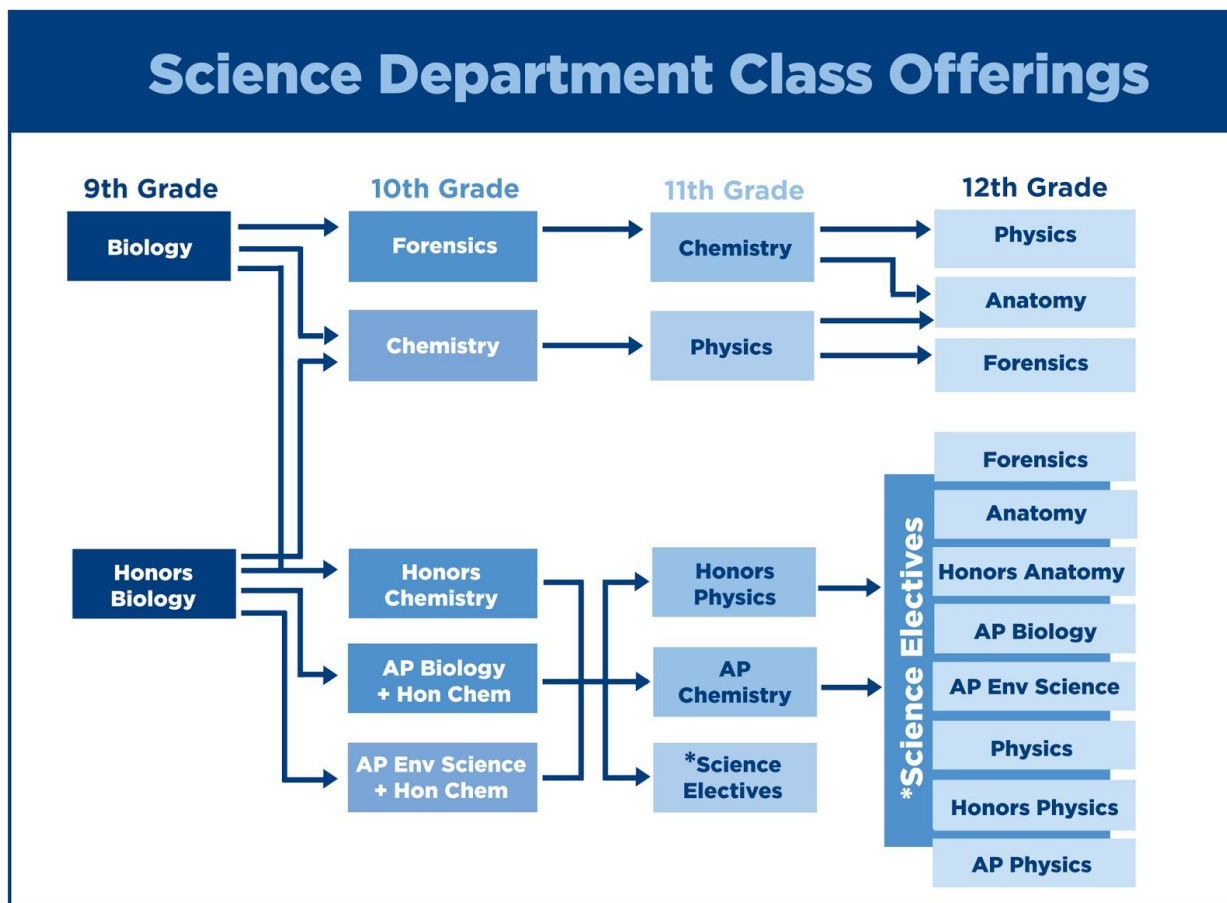 Science Department Class Offerings
9th Grade
10th Grade
11th Grade
12th Grade
Biology
Forensics
Chemistry
Physics
Anatomy
Chemistry
Physics
Forensics
Honors
Biology
Honors
Chemistry
AP Biology
+ Hon Chem
AP Env Science
+ Hon Chem
Honors
Physics
AP
Chemistry
*Science
Electives
*Science Electives
Forensics
Anatomy
Honors Anatomy
AP Biology
AP Env Science
Physics
Honors Physics
AP Physics